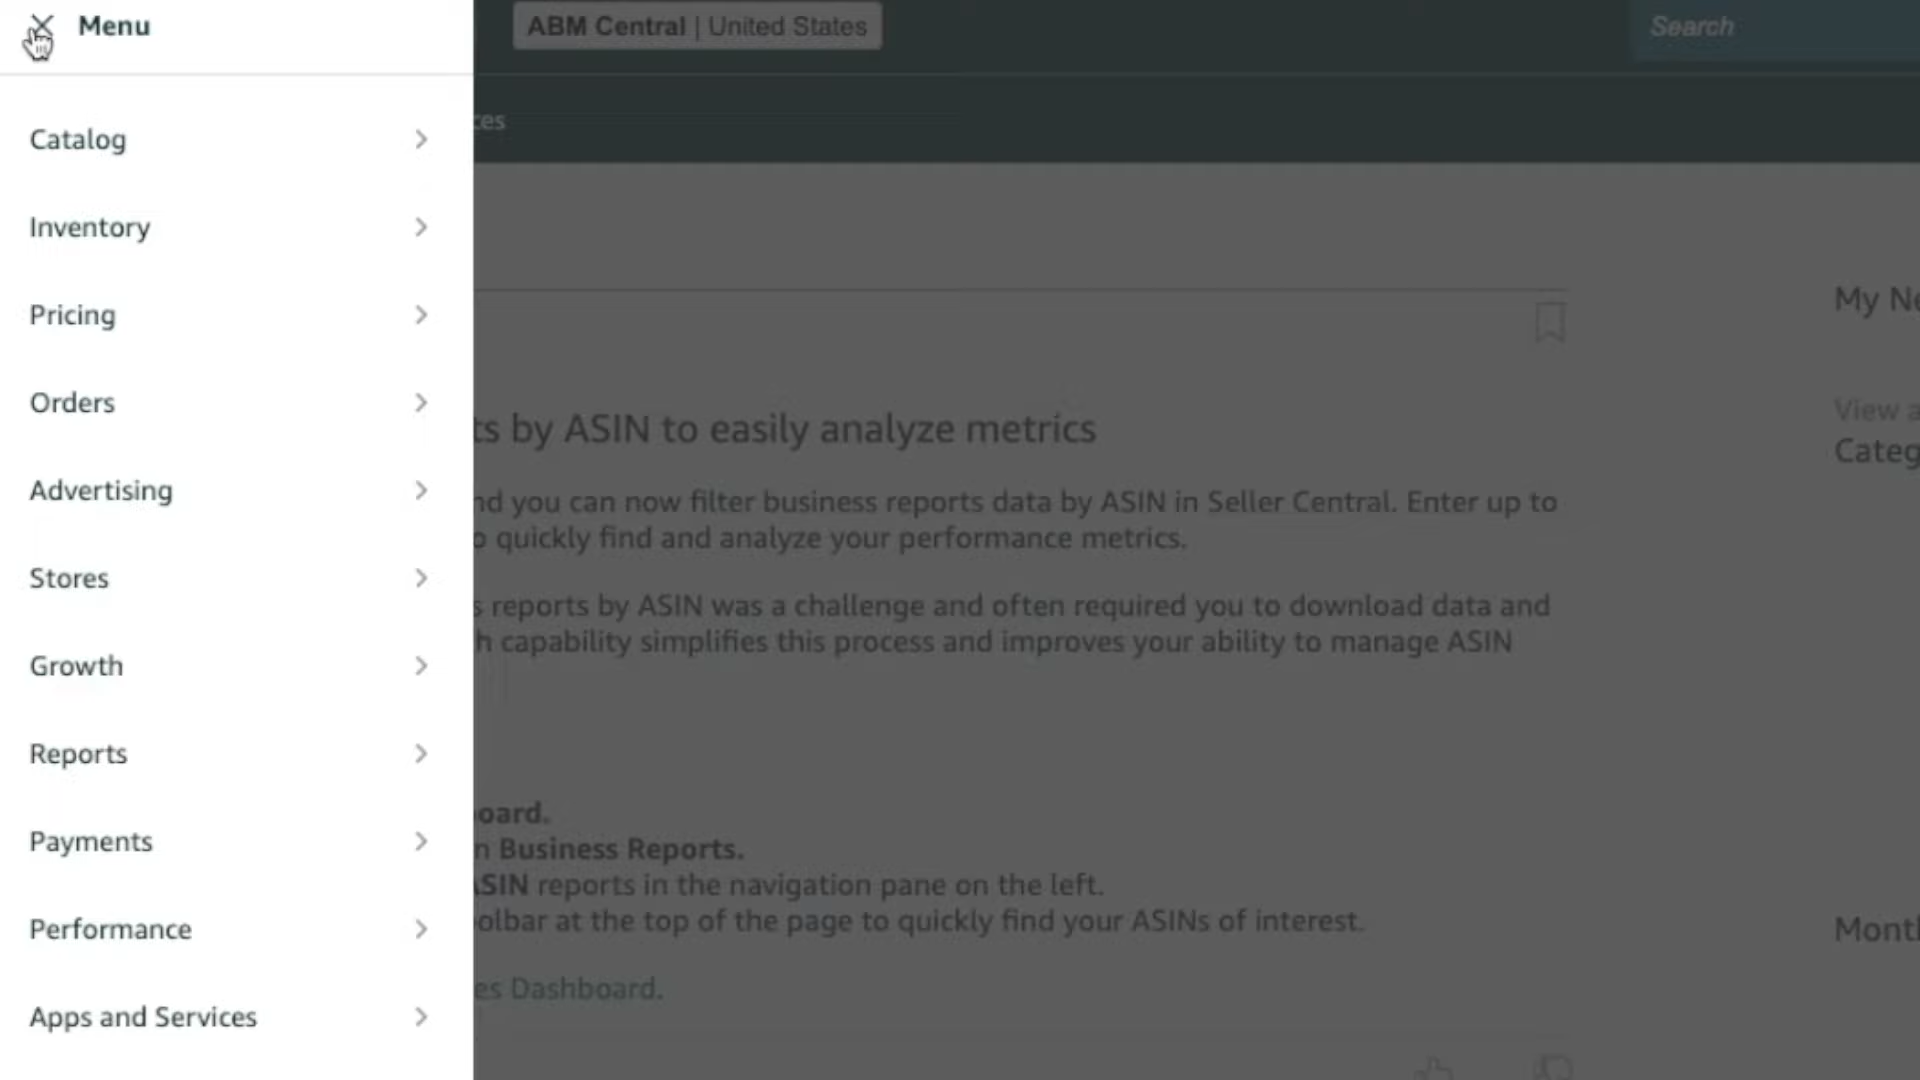 Menu
ABM Central | United States
Search
ces
Catalog
Inventory
Pricing
Orders
Advertising
Stores
Growth
Reports
Payments
Performance
Apps and Services
My Ne
View a
Categ
ts by ASIN to easily analyze metrics
nd you can now filter business reports data by ASIN in Seller Central. Enter up to
o quickly find and analyze your performance metrics.
s reports by ASIN was a challenge and often required you to download data and
h capability simplifies this process and improves your ability to manage ASIN
oard.
n Business Reports.
ASIN reports in the navigation pane on the left.
olbar at the top of the page to quickly find your ASINs of interest.
es Dashboard.
Month